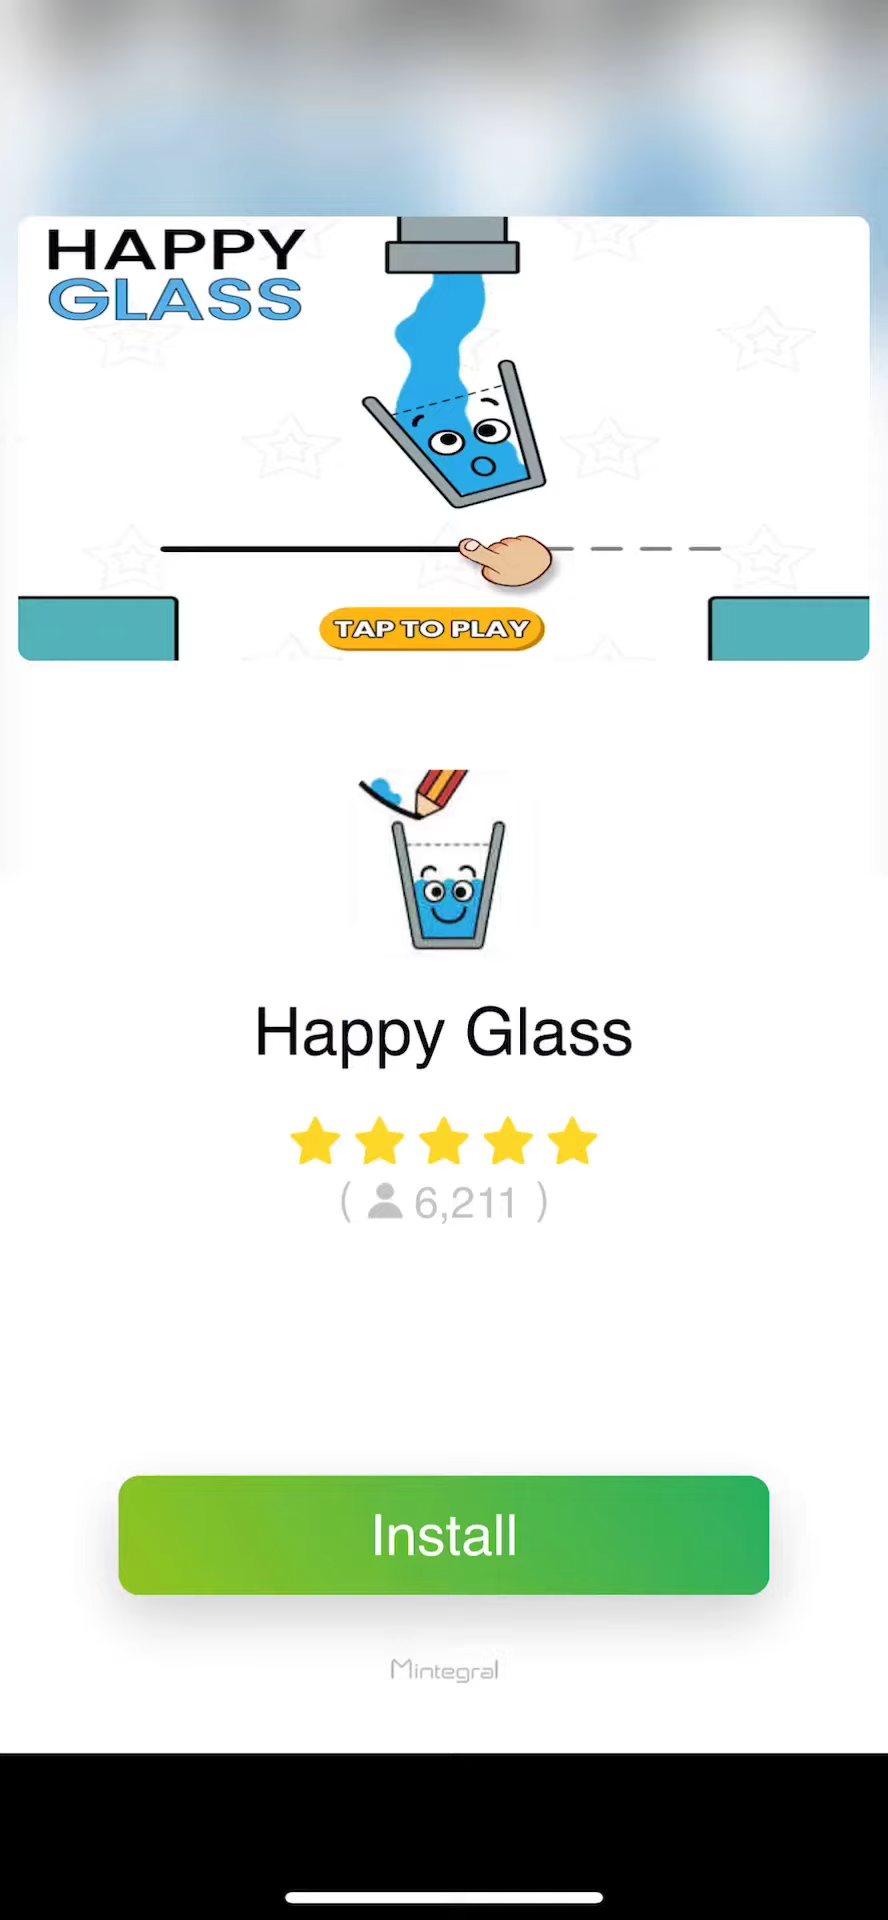 HAPPY
GLASS
TAP TO PLAY
Happy Glass
( 6,211 )
Install
Mintegral